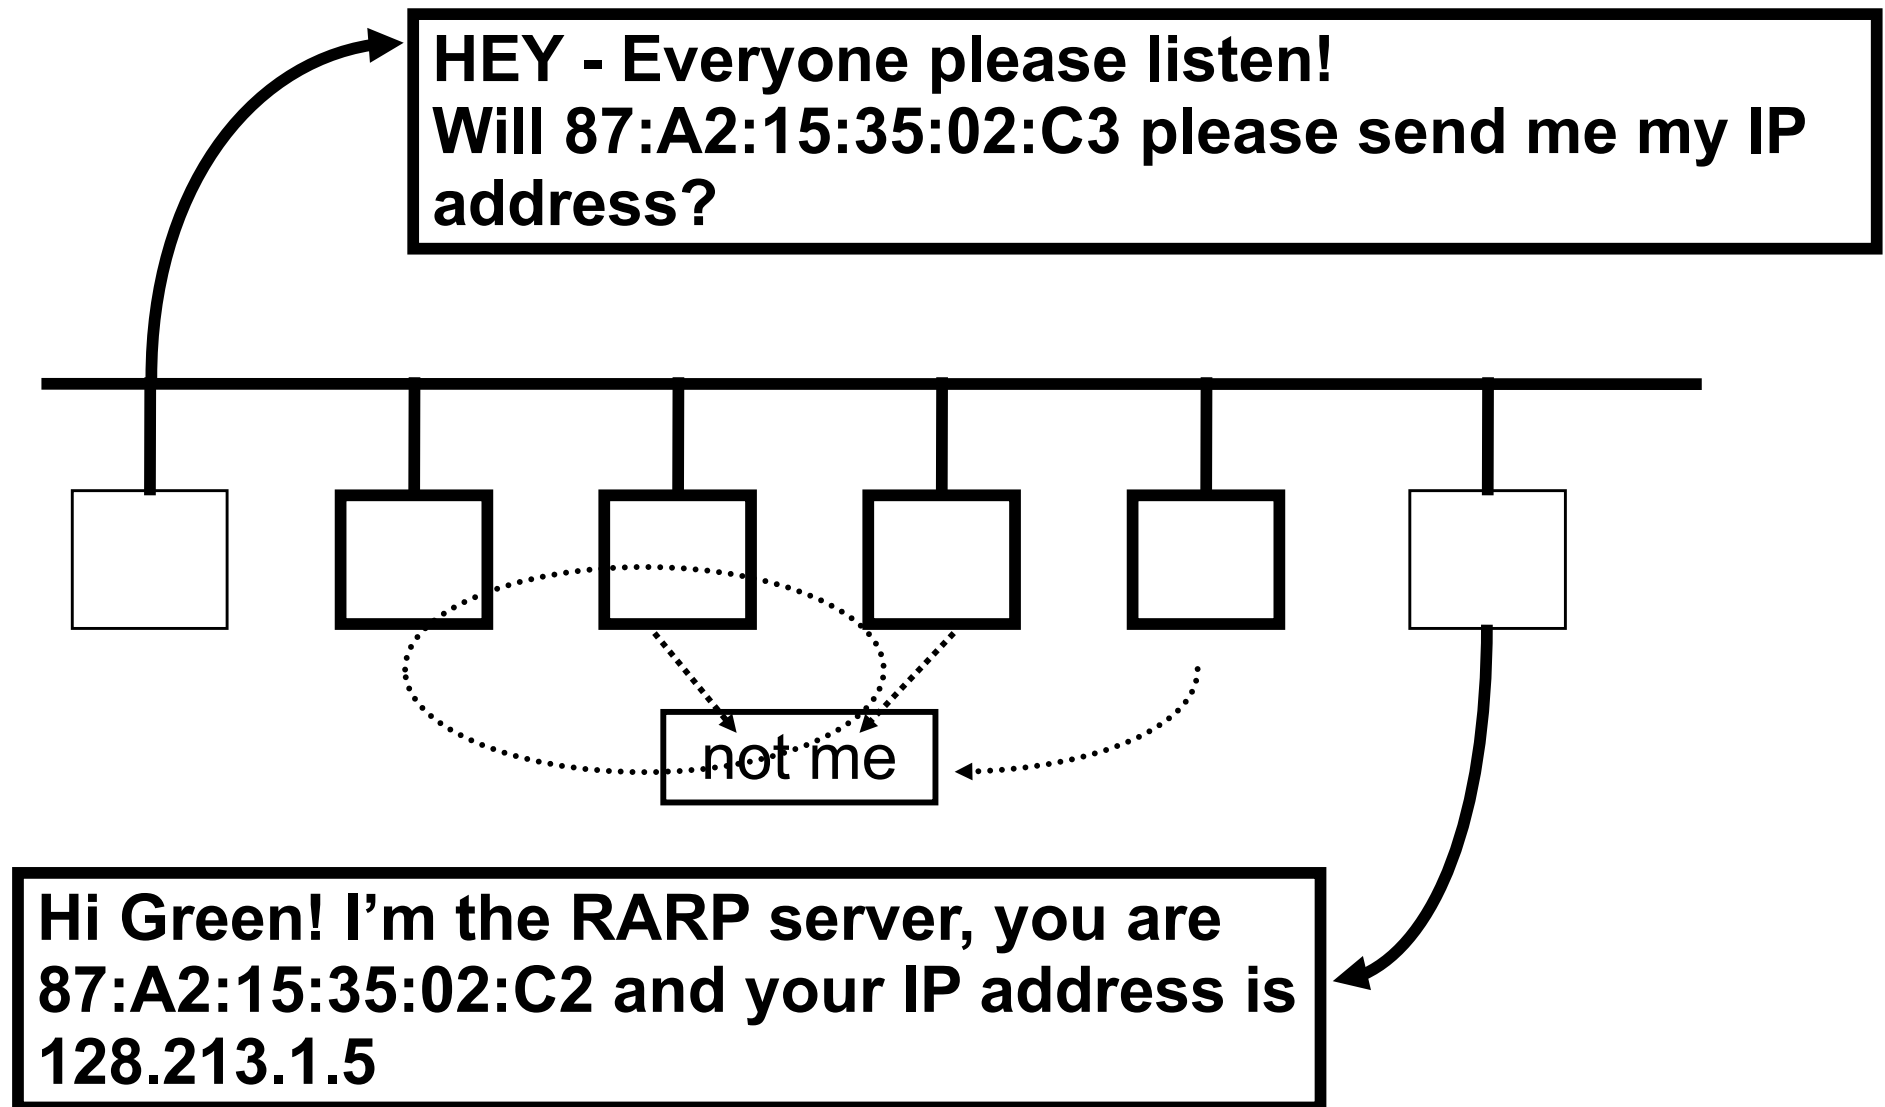 HEY - Everyone please listen!
Will 87:A2:15:35:02:C3 please send me my IP
address?
not me
Hi Green! I’m the RARP server, you are
87:A2:15:35:02:C2 and your IP address is
128.213.1.5